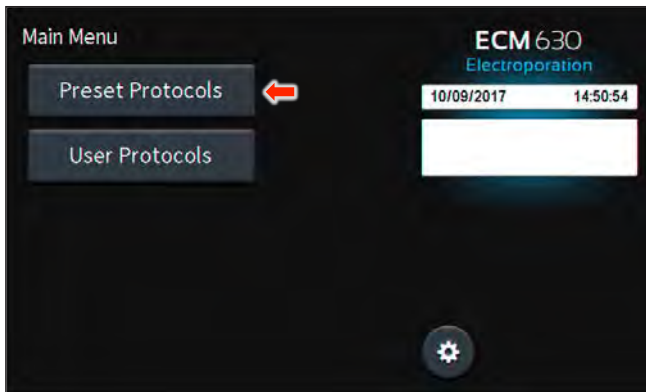 Main Menu
Preset Protocols
User Protocols
ECM 630
Electroporation
10/09/2017 14:50:54